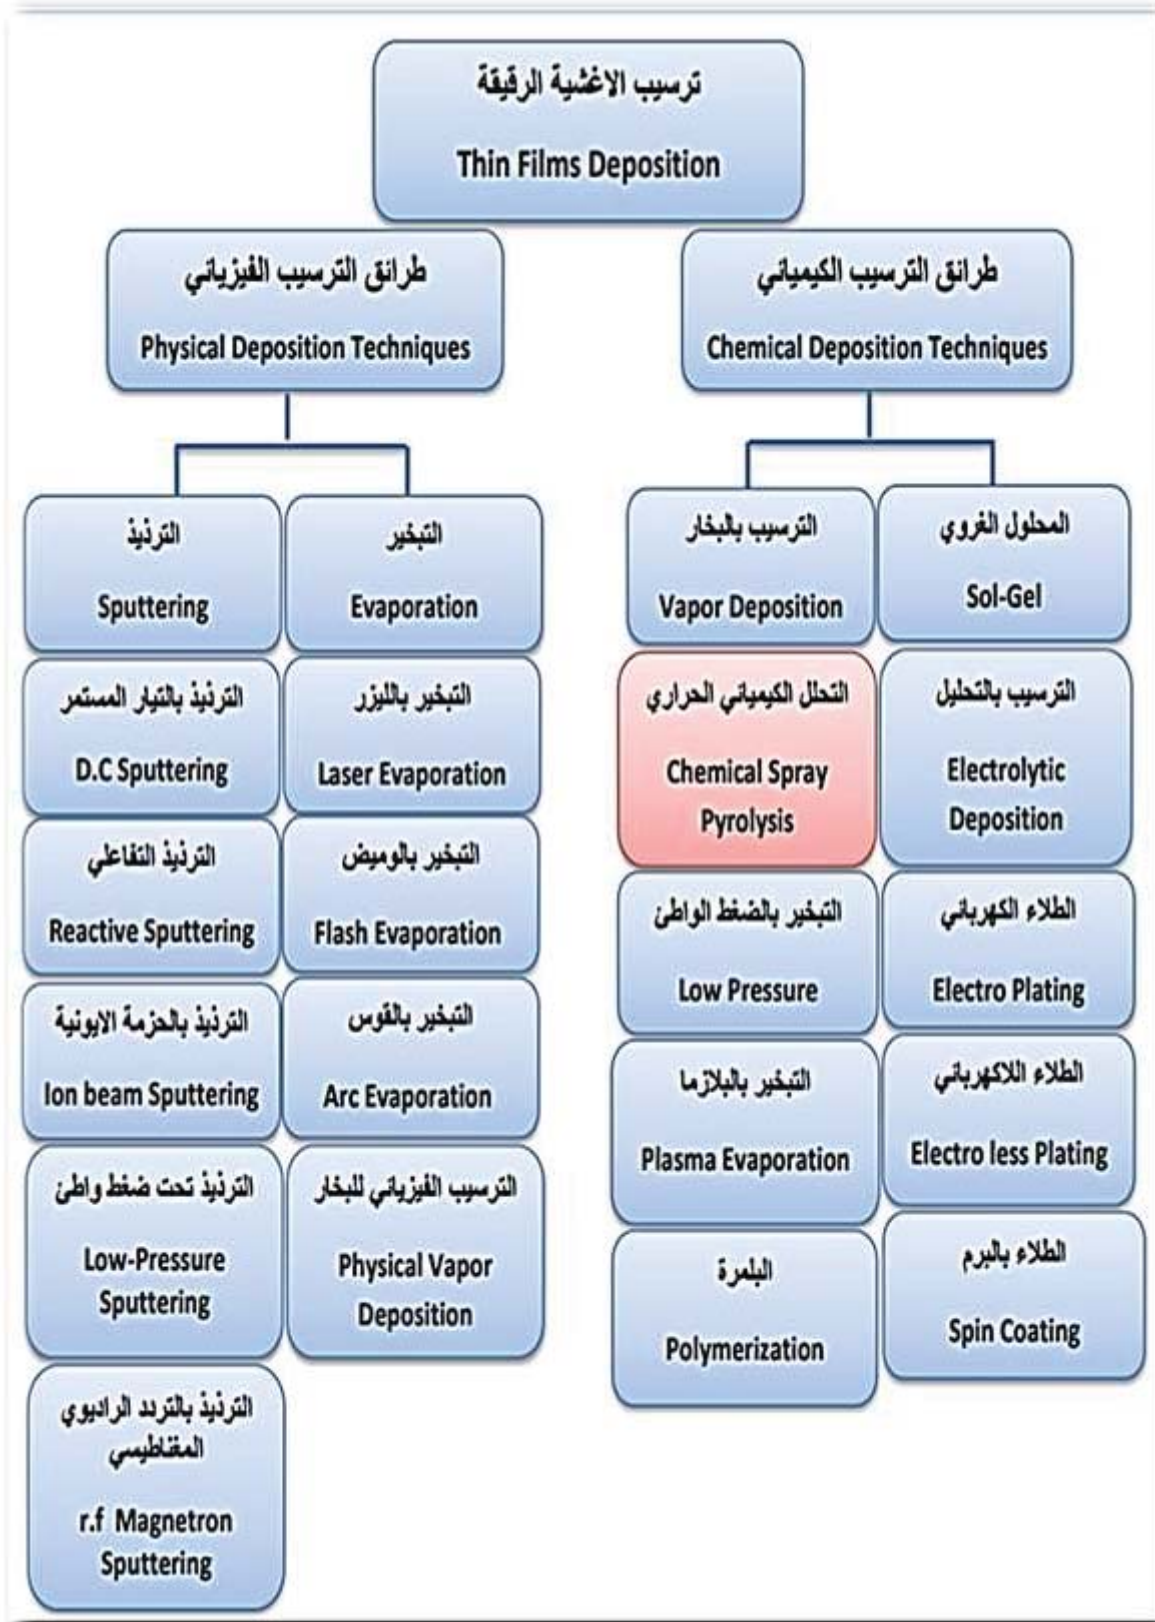 ترسيب الاغشية الرقيقة
Thin Films Deposition
طرائق الترسيب الفيزيائي
Physical Deposition Techniques
طرائق الترسيب الكيميائي
Chemical Deposition Techniques
الترذيذ
Sputtering
التبخير
Evaporation
الترسيب بالبخار
Vapor Deposition
المحلول الغروي
Sol-Gel
الترذيذ بالتيار المستمر
D.C Sputtering
التبخير بالليزر
Laser Evaporation
التحلل الكيميائي الحراري
Chemical Spray
Pyrolysis
الترسيب بالتحليل
Electrolytic
Deposition
الترذيذ التفاعلي
Reactive Sputtering
التبخير بالوميض
Flash Evaporation
التبخير بالضغط الواطئ
Low Pressure
الطلاء الكهربائي
Electro Plating
الترذيذ بالحزمة الايونية
Ion beam Sputtering
التبخير بالقوس
Arc Evaporation
التبخير بالبلازما
Plasma Evaporation
الطلاء اللاكهربائي
Electro less Plating
الترذيذ تحت ضغط واطئ
Low-Pressure
Sputtering
الترسيب الفيزيائي للبخار
Physical Vapor
Deposition
البلمرة
Polymerization
الطلاء بالبرم
Spin Coating
الترذيذ بالتردد الراديوي
المغناطيسي
r.f Magnetron
Sputtering